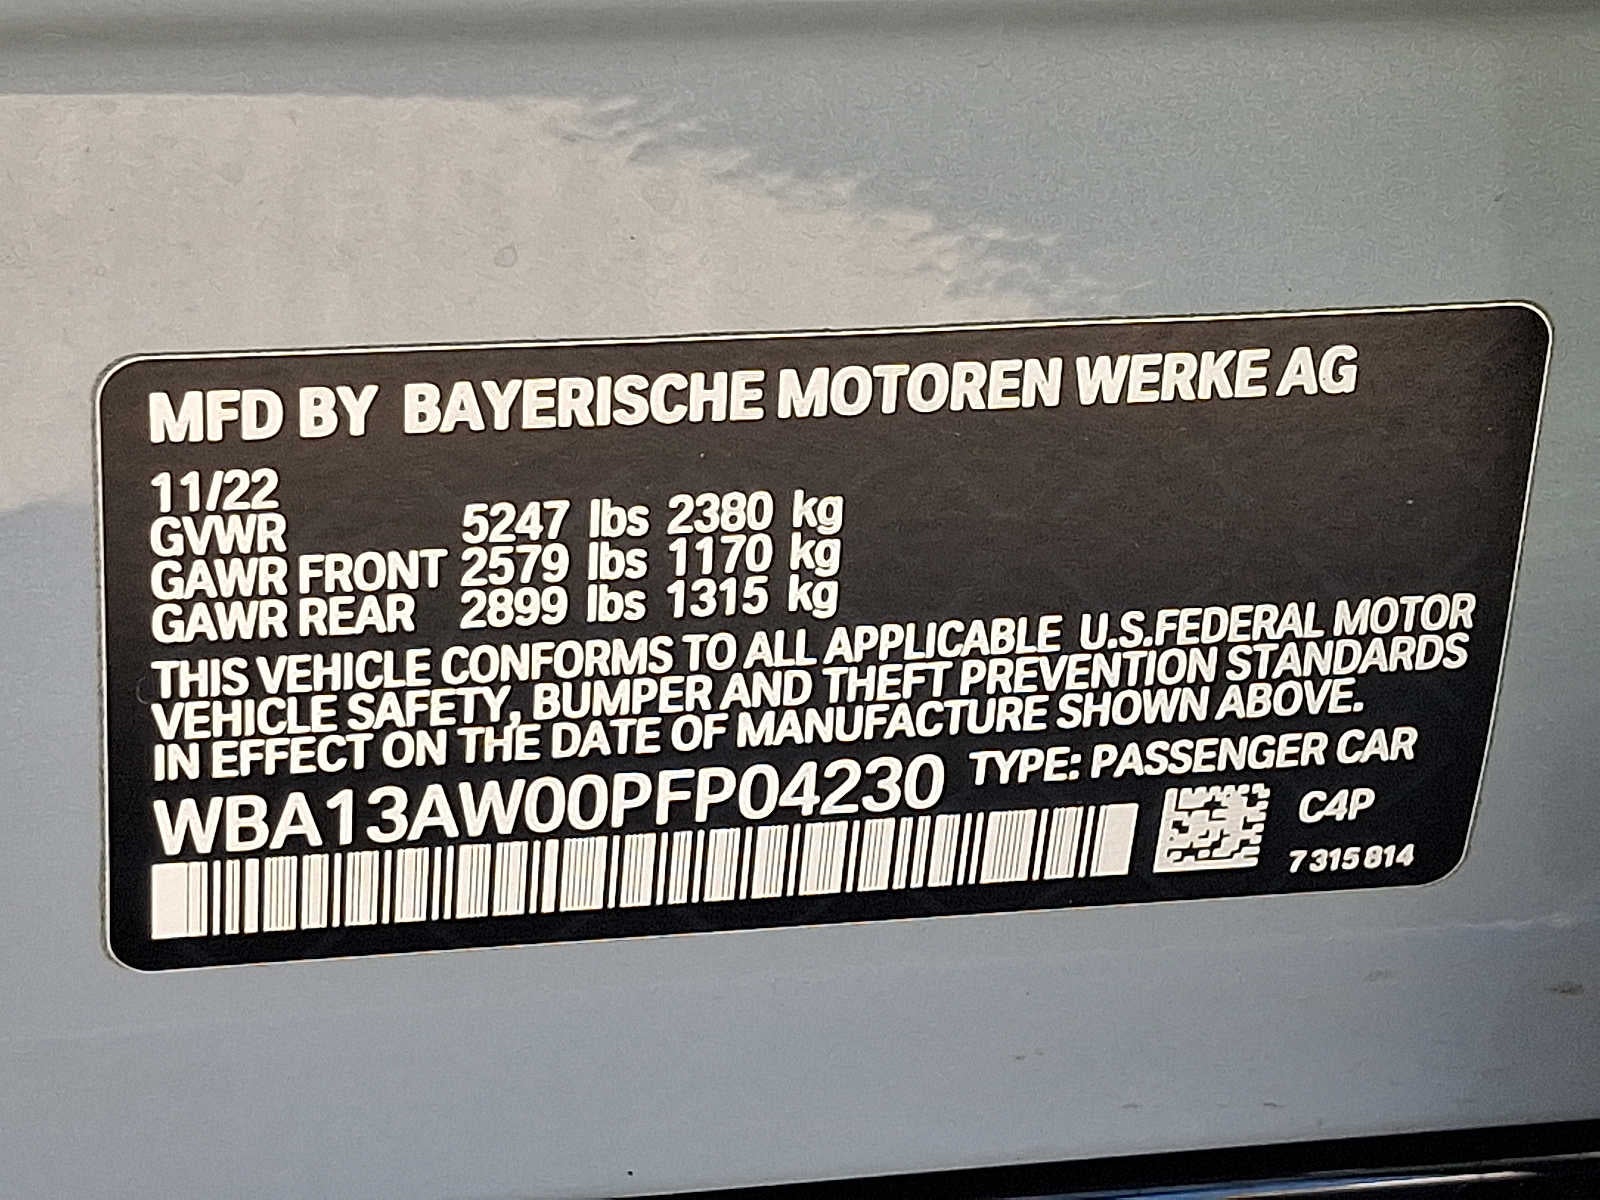 MFD BY BAYERISCHE MOTOREN WERKE AG
11/22
GVWR 5247 lbs 2380 kg
GAWR FRONT 2579 lbs 1170 kg
GAWR REAR 2899 lbs 1315 kg
THIS VEHICLE CONFORMS TO ALL APPLICABLE U.S.FEDERAL MOTOR
VEHICLE SAFETY, BUMPER AND THEFT PREVENTION STANDARDS
IN EFFECT ON THE DATE OF MANUFACTURE SHOWN ABOVE.
WBA13AW00PFP04230 TYPE: PASSENGER CAR
C4P
7 315 814